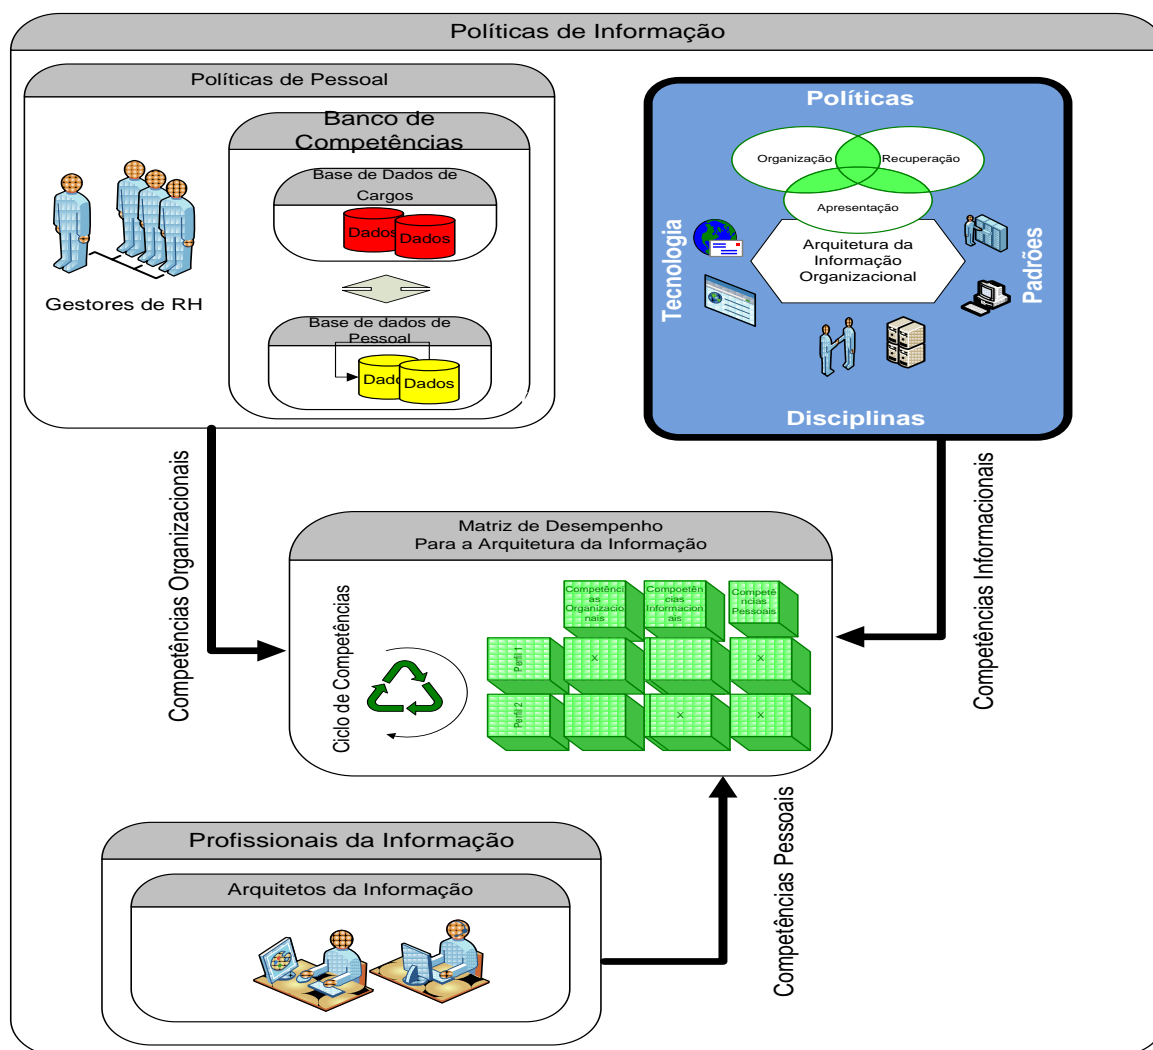 Políticas de Informação
Políticas de Pessoal
Gestores de RH
Banco de
Competências
Base de Dados de
Cargos
Dados
Dados
Base de dados de
Pessoal
Dados
Dados
Políticas
Organização
Recuperação
Apresentação
Tecnologia
Arquitetura da
Informação
Organizacional
Padrões
Disciplinas
Competências Organizacionais
Competências Informacionais
Matriz de Desempenho
Para a Arquitetura da Informação
Ciclo de Competências
Competênci
as
Organizacio
nais
Compoetên
cias
Informacion
ais
Competê
ncias
Pessoais
Perfil 1
X
X
Perfil 2
X
X
Competências Pessoais
Profissionais da Informação
Arquitetos da Informação